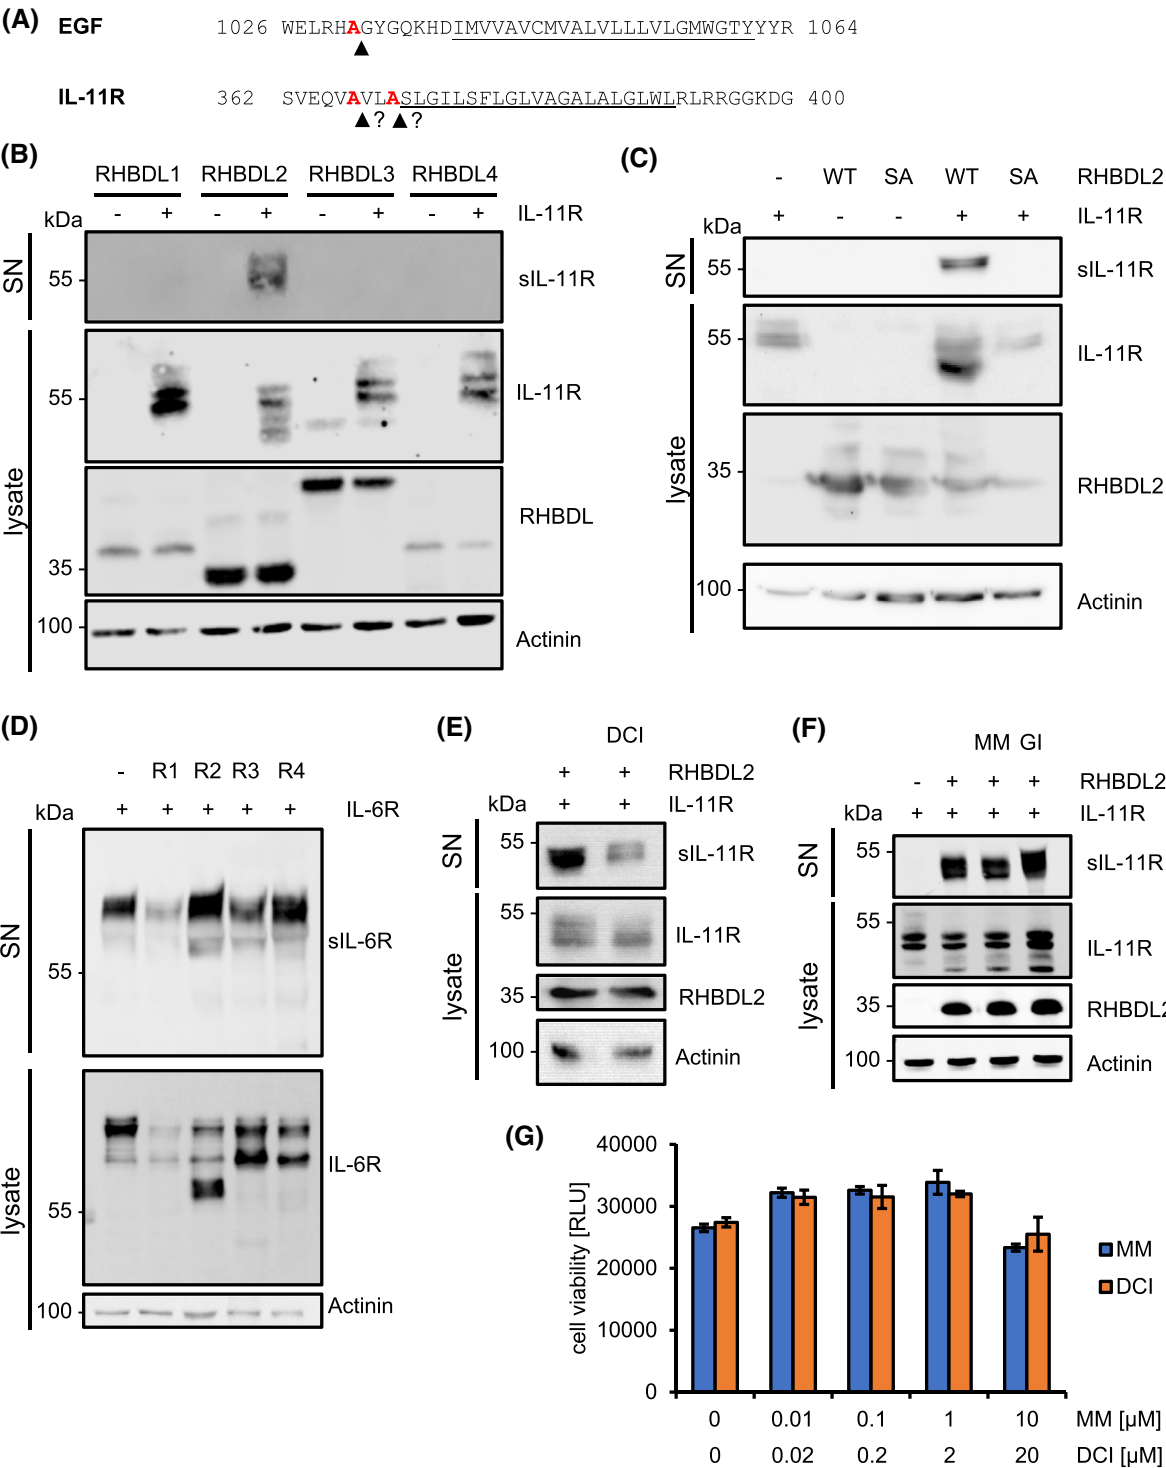 (A) EGF 1026 WELRHAGYGQKHDIMVVAVCMVALVLLLVLGMWGTYYYR 1064
IL-11R 362 SVEQVAVLASLGILSFLGLVAGALALGLWLRLRRGGKDG 400
? ?
(B)
RHBDL1 RHBDL2 RHBDL3 RHBDL4
kDa - + - + - + - + IL-11R
SN 55 sIL-11R
lysate
55 IL-11R
RHBDL
35
100 Actinin
(C)
- WT SA WT SA RHBDL2
+ - - + + IL-11R
kDa
SN 55 sIL-11R
lysate
55 IL-11R
35 RHBDL2
100 Actinin
(D)
- R1 R2 R3 R4
kDa + + + + + IL-6R
SN
sIL-6R
55
lysate
IL-6R
55
100 Actinin
(E)
DCI
+ + RHBDL2
kDa + + IL-11R
SN 55 sIL-11R
lysate
55 IL-11R
35 RHBDL2
100 Actinin
(F)
MM GI
- + + + RHBDL2
kDa + + + + IL-11R
SN 55 sIL-11R
lysate
55 IL-11R
35 RHBDL2
100 Actinin
(G)
cell viability [RLU]
40000
30000
20000
10000
0
MM
DCI
0 0.01 0.1 1 10 MM [µM]
0 0.02 0.2 2 20 DCI [µM]